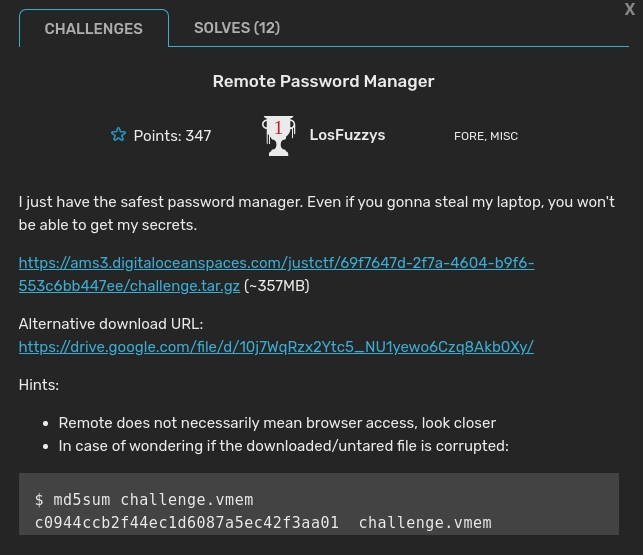 X
CHALLENGES
SOLVES (12)
Remote Password Manager
Points: 347
1
LosFuzzys
FORE, MISC
I just have the safest password manager. Even if you gonna steal my laptop, you won't
be able to get my secrets.
https://ams3.digitaloceanspaces.com/justctf/69f7647d-2f7a-4604-b9f6-
553c6bb447ee/challenge.tar.gz (~357MB)
Alternative download URL:
https://drive.google.com/file/d/10j7WqRzx2Ytc5_NU1yewo6Czq8Akb0Xy/
Hints:
• Remote does not necessarily mean browser access, look closer
• In case of wondering if the downloaded/untared file is corrupted:
$ md5sum challenge.vmem
c0944ccb2f44ec1d6087a5ec42f3aa01  challenge.vmem